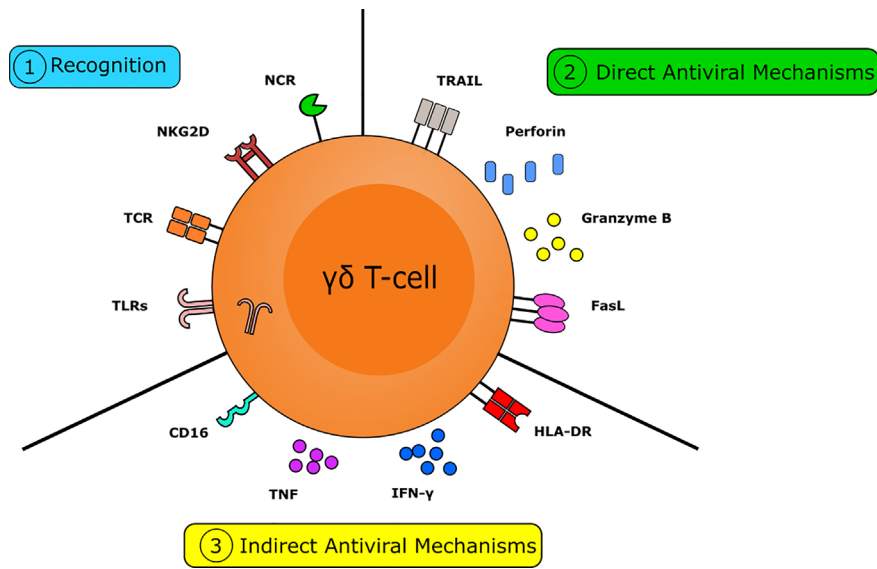 1 Recognition
2 Direct Antiviral Mechanisms
NCR
TRAIL
NKG2D
Perforin
TCR
Granzyme B
γδ T-cell
TLRs
FasL
CD16
HLA-DR
TNF
IFN-γ
3 Indirect Antiviral Mechanisms